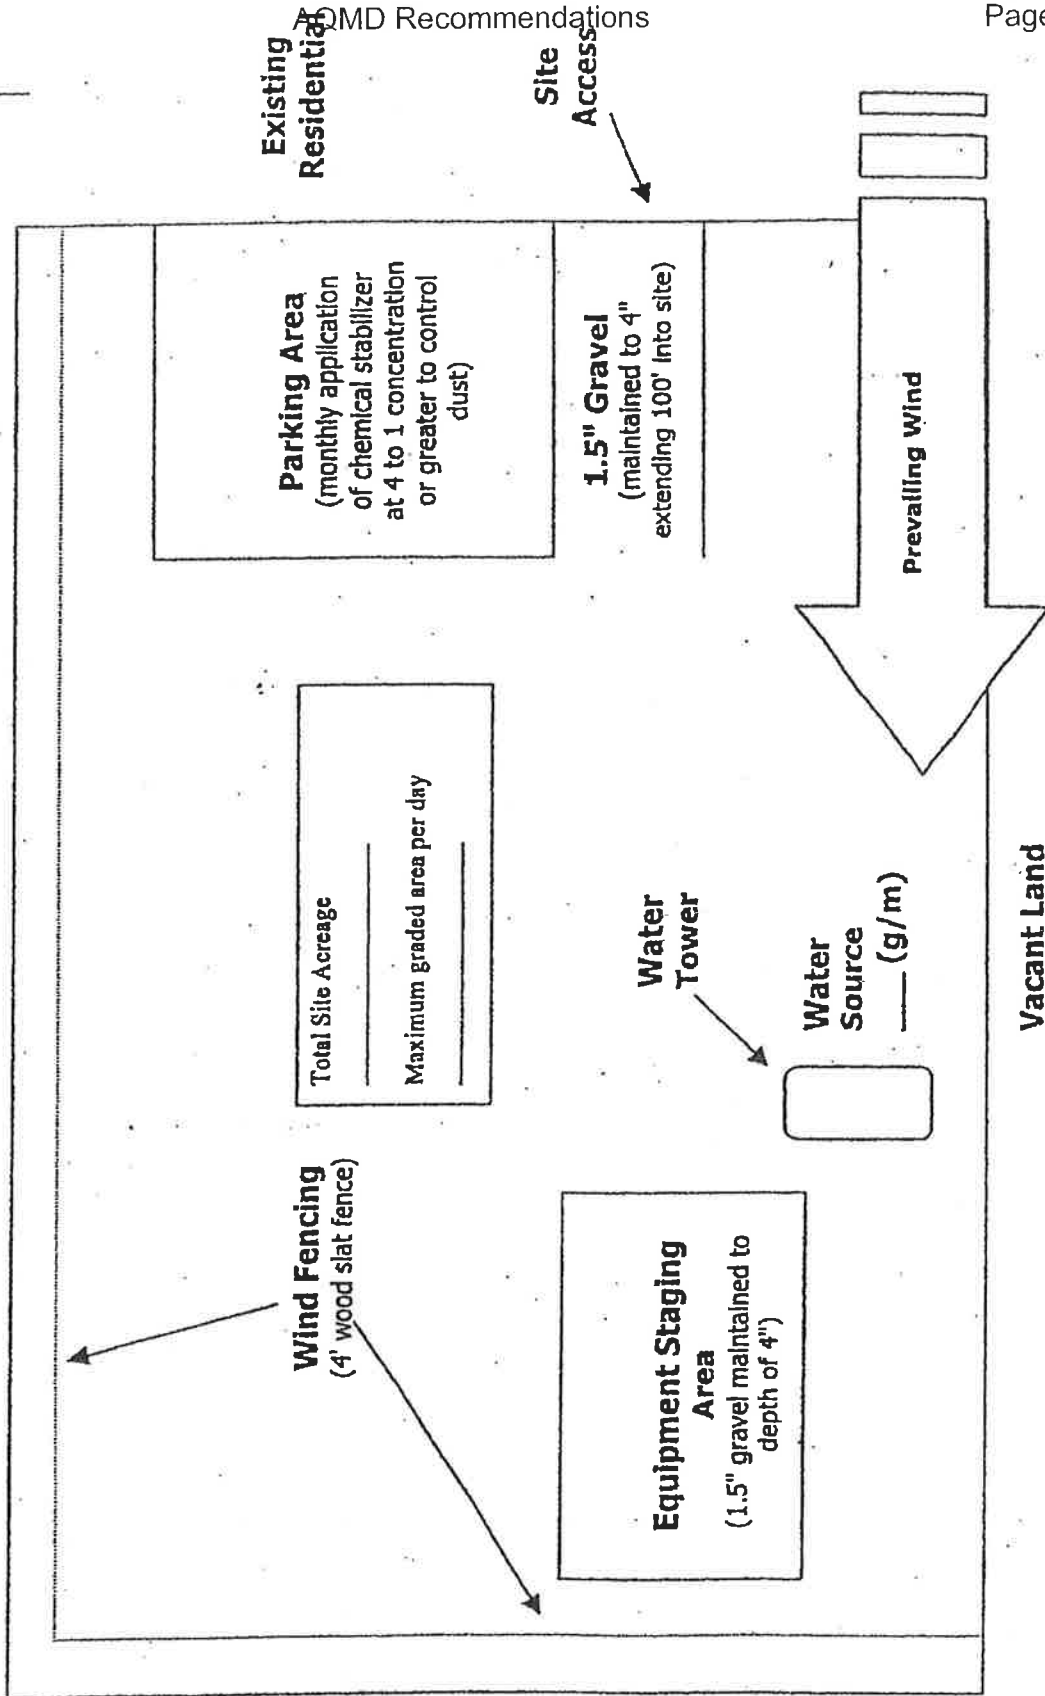 AQMD Recommendations
Page
Existing
Residential
Site
Access
Parking Area
(monthly application
of chemical stabilizer
at 4 to 1 concentration
or greater to control
dust)
1.5" Gravel
(maintained to 4"
extending 100' into site)
Prevailing Wind
Total Site Acreage
Maximum graded area per day
Water
Tower
Water
Source
(g/m)
Vacant Land
Wind Fencing
(4' wood slat fence)
Equipment Staging
Area
(1.5" gravel maintained to
depth of 4")